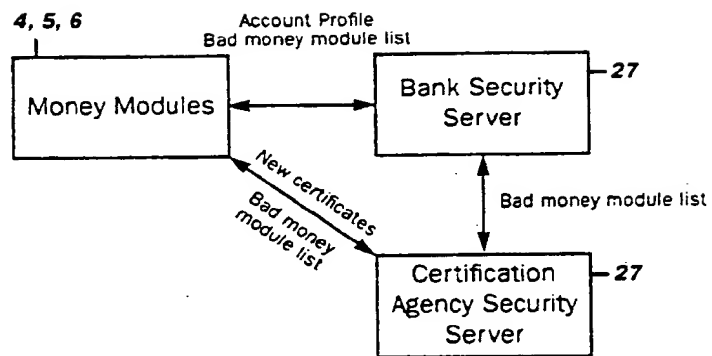 4, 5, 6
Account Profile
Bad money module list
27
Money Modules
Bank Security
Server
New certificates
Bad money
module list
Bad money module list
27
Certification
Agency Security
Server